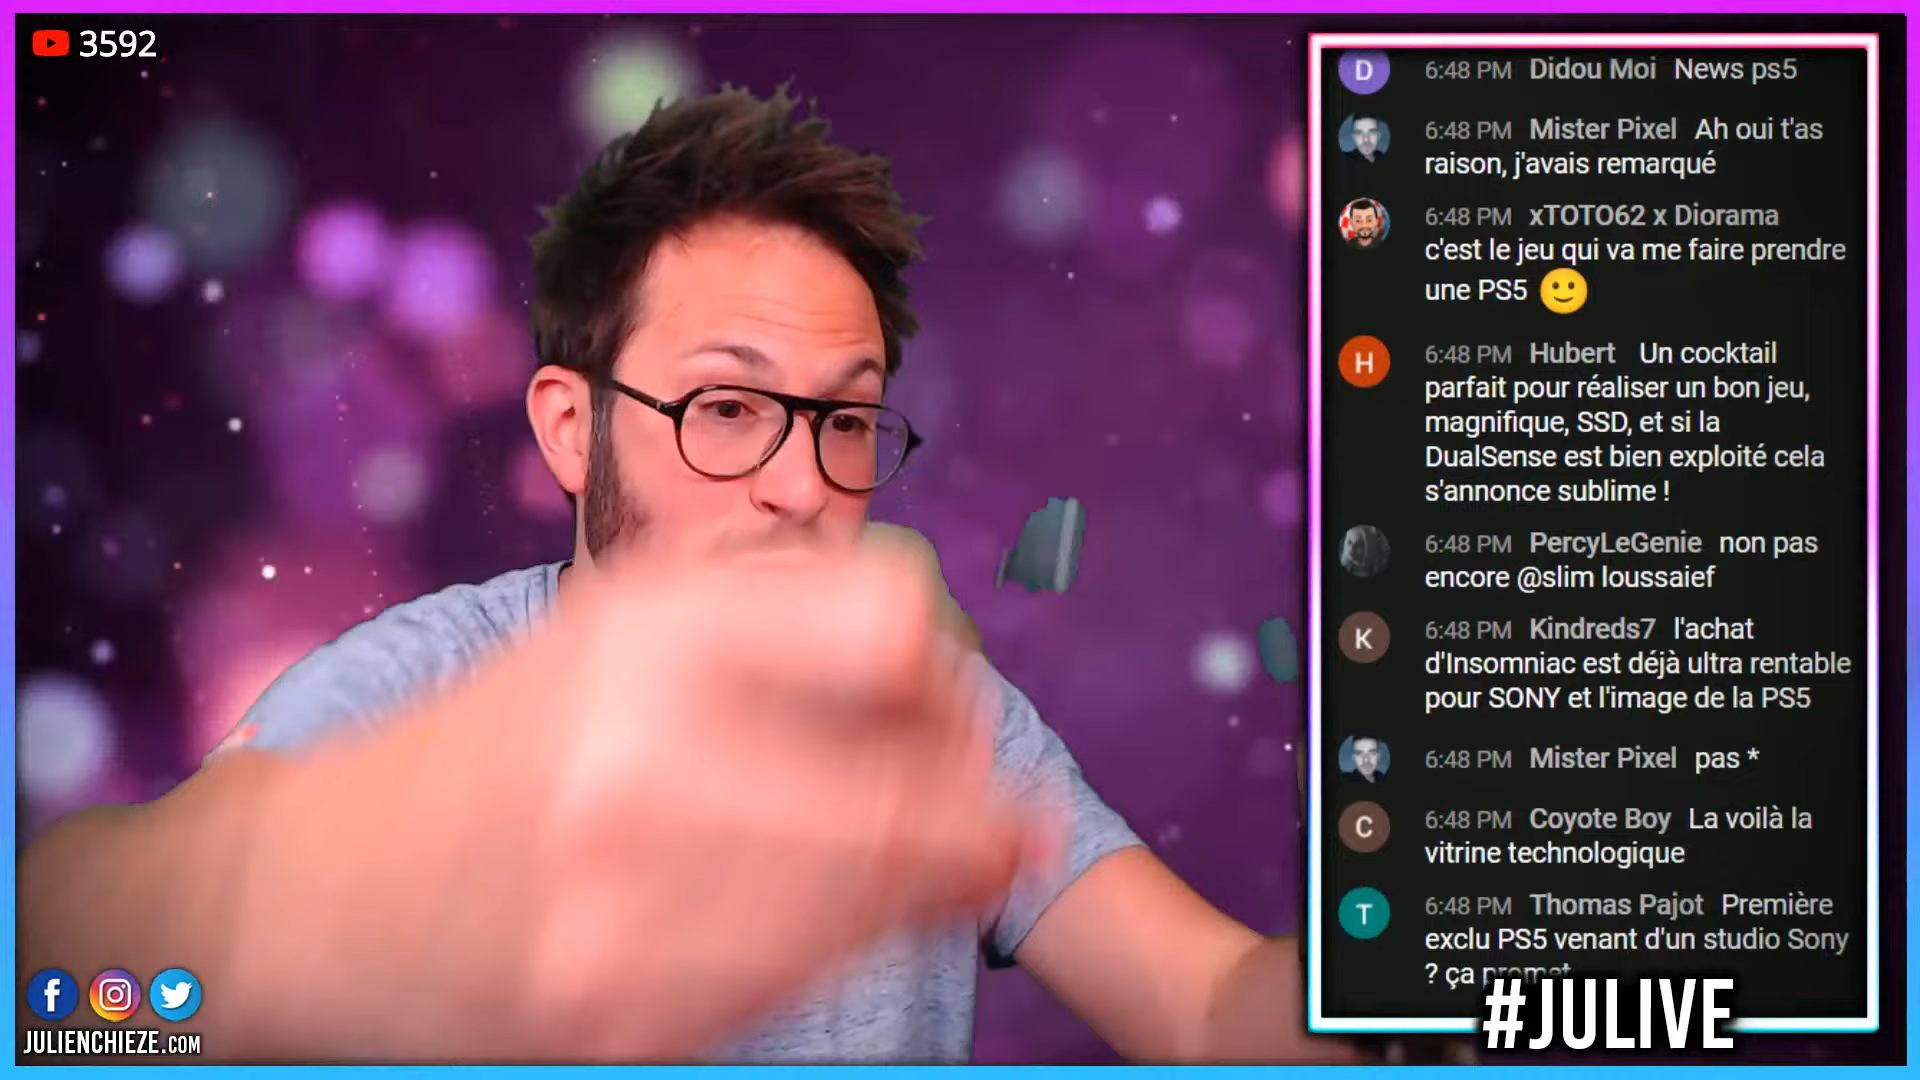 3592
D 6:48 PM Didou Moi News ps5
6:48 PM Mister Pixel Ah oui t'as
raison, j'avais remarqué
6:48 PM xTOTO62 x Diorama
c'est le jeu qui va me faire prendre
une PS5
H 6:48 PM Hubert Un cocktail
parfait pour réaliser un bon jeu,
magnifique, SSD, et si la
DualSense est bien exploité cela
s'annonce sublime !
6:48 PM PercyLeGenie non pas
encore @slim loussaief
K 6:48 PM Kindreds7 l'achat
d'Insomniac est déjà ultra rentable
pour SONY et l'image de la PS5
6:48 PM Mister Pixel pas *
C 6:48 PM Coyote Boy La voilà la
vitrine technologique
T 6:48 PM Thomas Pajot Première
exclu PS5 venant d'un studio Sony
? ça promet
#JULIVE
JULIENCHIEZE.COM